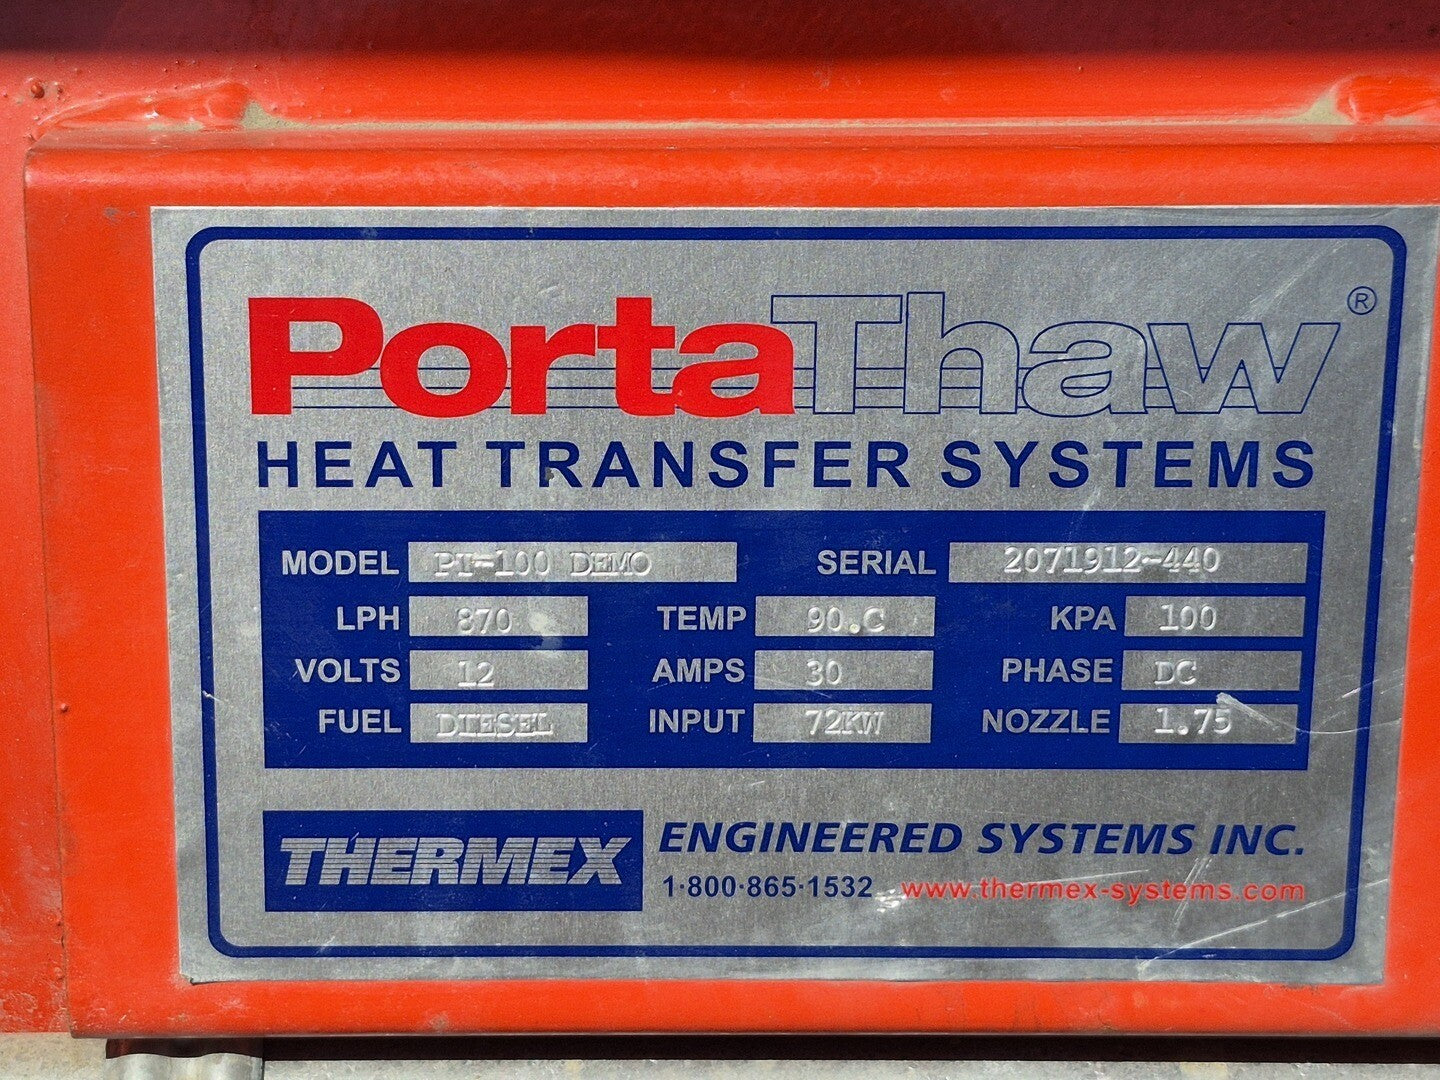 PortaThaw®
HEAT TRANSFER SYSTEMS
MODEL PT-100 DEMO SERIAL 2071912-440
LPH 870 TEMP 90.C KPA 100
VOLTS 12 AMPS 30 PHASE DC
FUEL DIESEL INPUT 72KW NOZZLE 1.75
THERMEX ENGINEERED SYSTEMS INC.
1·800·865·1532 www.thermex-systems.com